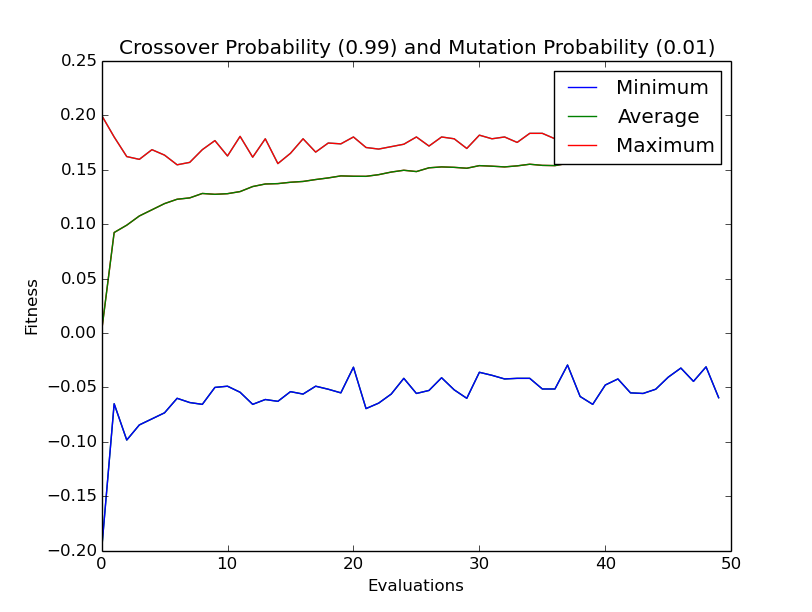 Crossover Probability (0.99) and Mutation Probability (0.01)
0.25
0.20
0.15
0.10
0.05
0.00
−0.05
−0.10
−0.15
−0.20
Fitness
Minimum
Average
Maximum
0 10 20 30 40 50
Evaluations